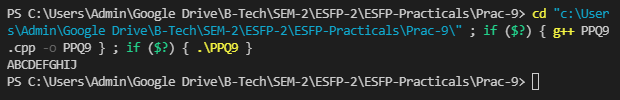 PS C:\Users\Admin\Google Drive\B-Tech\SEM-2\ESFP-2\ESFP-Practicals\Prac-9> cd "c:\User
s\Admin\Google Drive\B-Tech\SEM-2\ESFP-2\ESFP-Practicals\Prac-9\" ; if ($?) { g++ PPQ9
.cpp -o PPQ9 } ; if ($?) { .\PPQ9 }
ABCDEFGHIJ
PS C:\Users\Admin\Google Drive\B-Tech\SEM-2\ESFP-2\ESFP-Practicals\Prac-9>